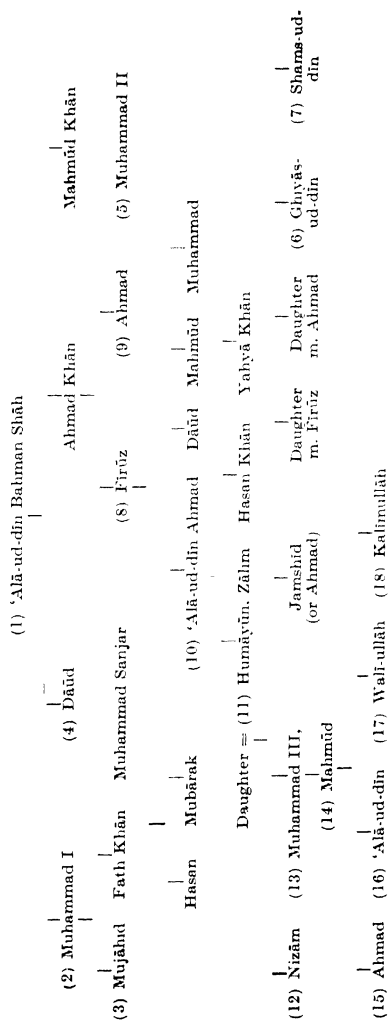 (1) ‘Alā-ud-dīn Bahman Shāh
(2) Muhammad I (4) Dāūd Ahmad Khān Mahmūd Khān
(3) Mujāhid Fath Khān Muhammad Sanjar (8) Fīrūz (9) Ahmad (5) Muhammad II
Hasan Mubārak (10) ‘Alā-ud-dīn Ahmad Dāūd Mahmūd Muhammad
Daughter = (11) Humāyūn. Zālim Hasan Khān Yahyā Khān
(12) Nizām (13) Muhammad III, Jamshid Daughter Daughter (6) Ghiyās- (7) Shams-ud-
(or Ahmad) m. Fīrūz m. Ahmad ud-dīn dīn
(14) Mahmūd
(15) Ahmad (16) ‘Alā-ud-dīn (17) Walī-ullāh (18) Kalīmullāh